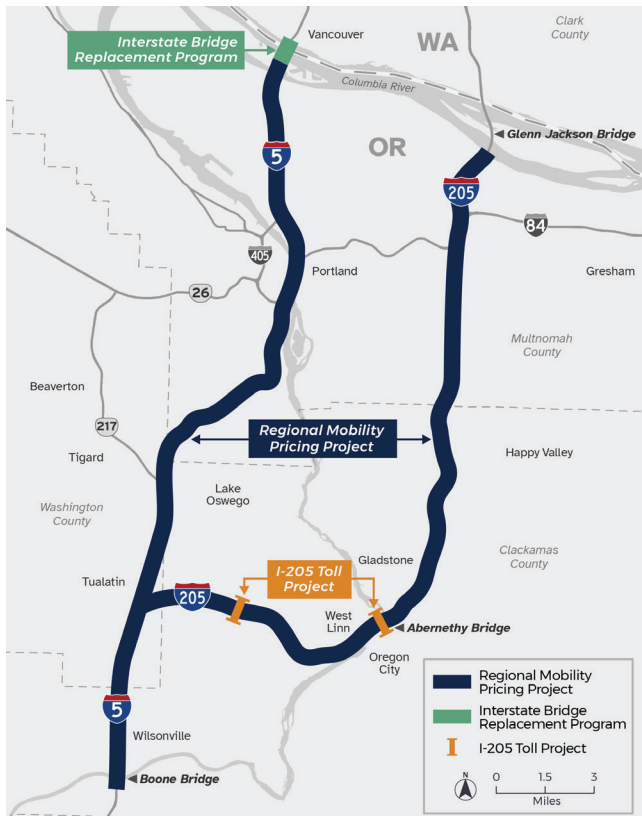 Interstate Bridge
Replacement Program
Vancouver
WA
Clark
County
Columbia River
Glenn Jackson Bridge
OR
5
205
84
405
Portland
Gresham
26
Multnomah
County
Beaverton
217
Regional Mobility
Pricing Project
Tigard
Happy Valley
Lake
Oswego
Washington
County
Clackamas
County
Gladstone
I-205 Toll
Project
Tualatin
205
West
Linn
Abernethy Bridge
Oregon
City
5
Wilsonville
Boone Bridge
Regional Mobility
Pricing Project
Interstate Bridge
Replacement Program
I-205 Toll Project
N
0 1.5 3
Miles